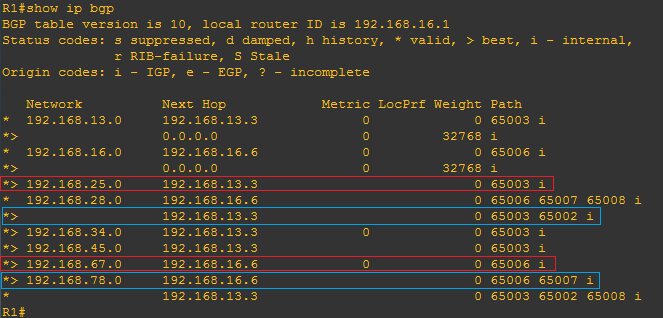 R1#show ip bgp
BGP table version is 10, local router ID is 192.168.16.1
Status codes: s suppressed, d damped, h history, * valid, > best, i - internal,
              r RIB-failure, S Stale
Origin codes: i - IGP, e - EGP, ? - incomplete

   Network          Next Hop            Metric LocPrf Weight Path
*  192.168.13.0     192.168.13.3             0             0 65003 i
*>                  0.0.0.0                  0         32768 i
*  192.168.16.0     192.168.16.6             0             0 65006 i
*>                  0.0.0.0                  0         32768 i
*> 192.168.25.0     192.168.13.3                           0 65003 i
*  192.168.28.0     192.168.16.6                           0 65006 65007 65008 i
*>                  192.168.13.3                           0 65003 65002 i
*> 192.168.34.0     192.168.13.3             0             0 65003 i
*> 192.168.45.0     192.168.13.3                           0 65003 i
*> 192.168.67.0     192.168.16.6             0             0 65006 i
*> 192.168.78.0     192.168.16.6                           0 65006 65007 i
*                   192.168.13.3                           0 65003 65002 65008 i
R1#